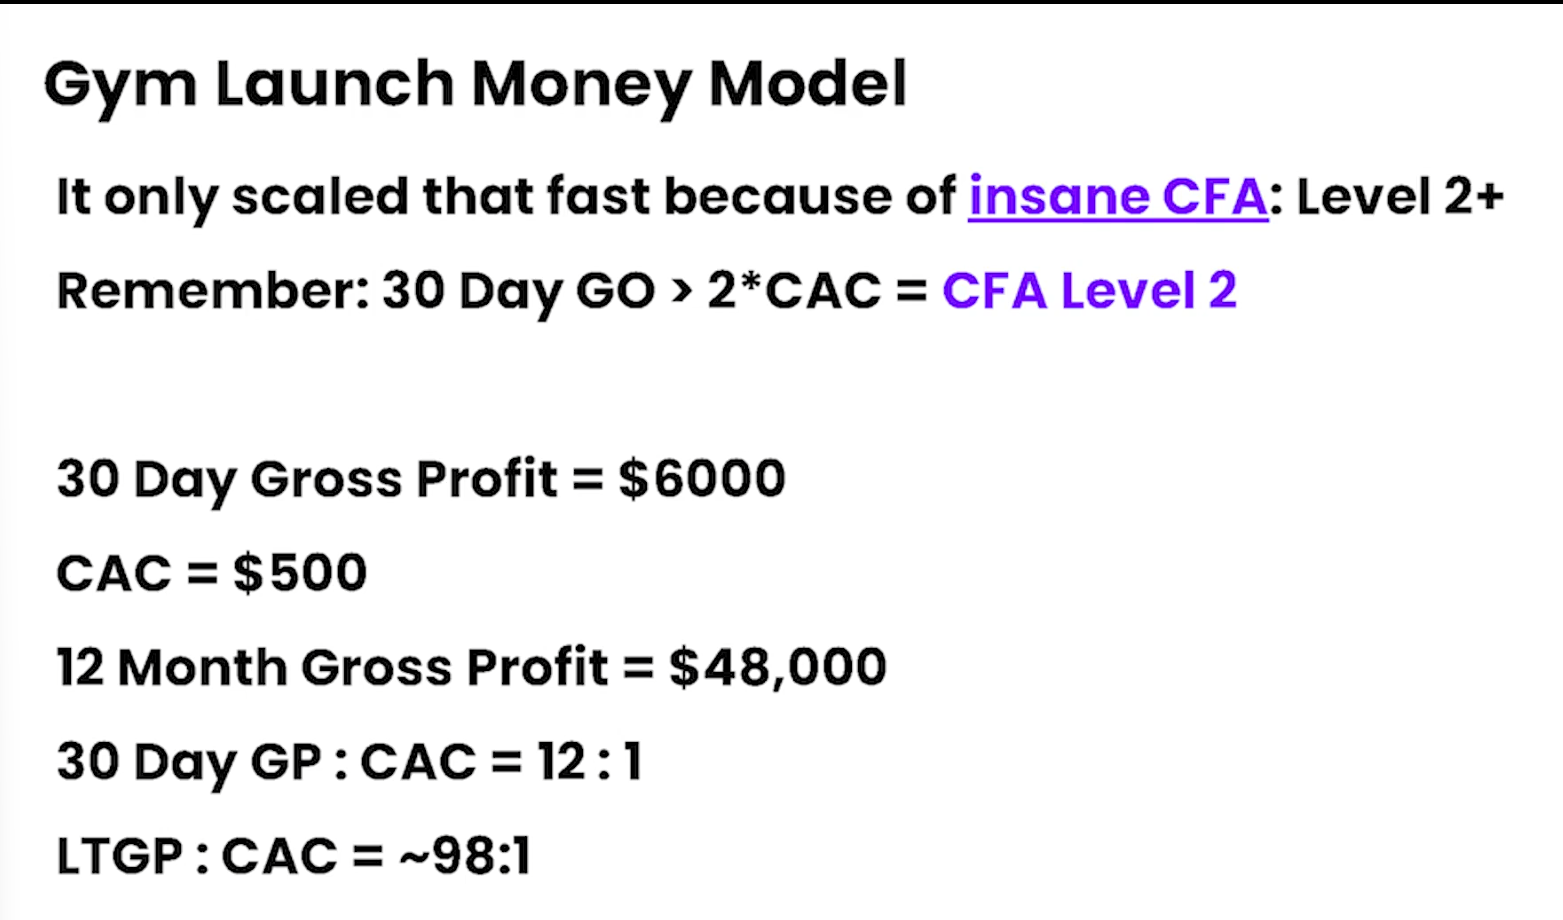 Gym Launch Money Model
It only scaled that fast because of insane CFA: Level 2+
Remember: 30 Day GO > 2*CAC = CFA Level 2
30 Day Gross Profit = $6000
CAC = $500
12 Month Gross Profit = $48,000
30 Day GP : CAC = 12 : 1
LTGP : CAC = ~98:1